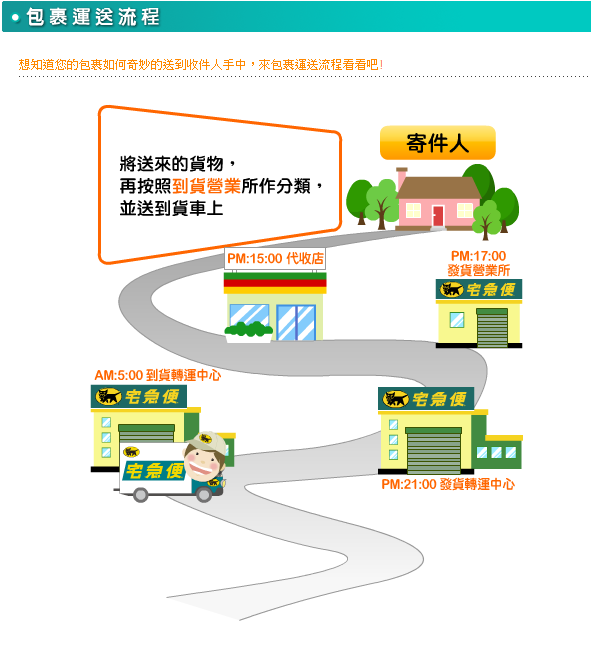 包裹運送流程
想知道您的包裹如何奇妙的送到收件人手中，來包裹運送流程看看吧!
寄件人
將送來的貨物，
再按照到貨營業所作分類，
並送到貨車上
PM:15:00 代收店
PM:17:00
發貨營業所
宅急便
AM:5:00 到貨轉運中心
宅急便
宅急便
宅急便
PM:21:00 發貨轉運中心